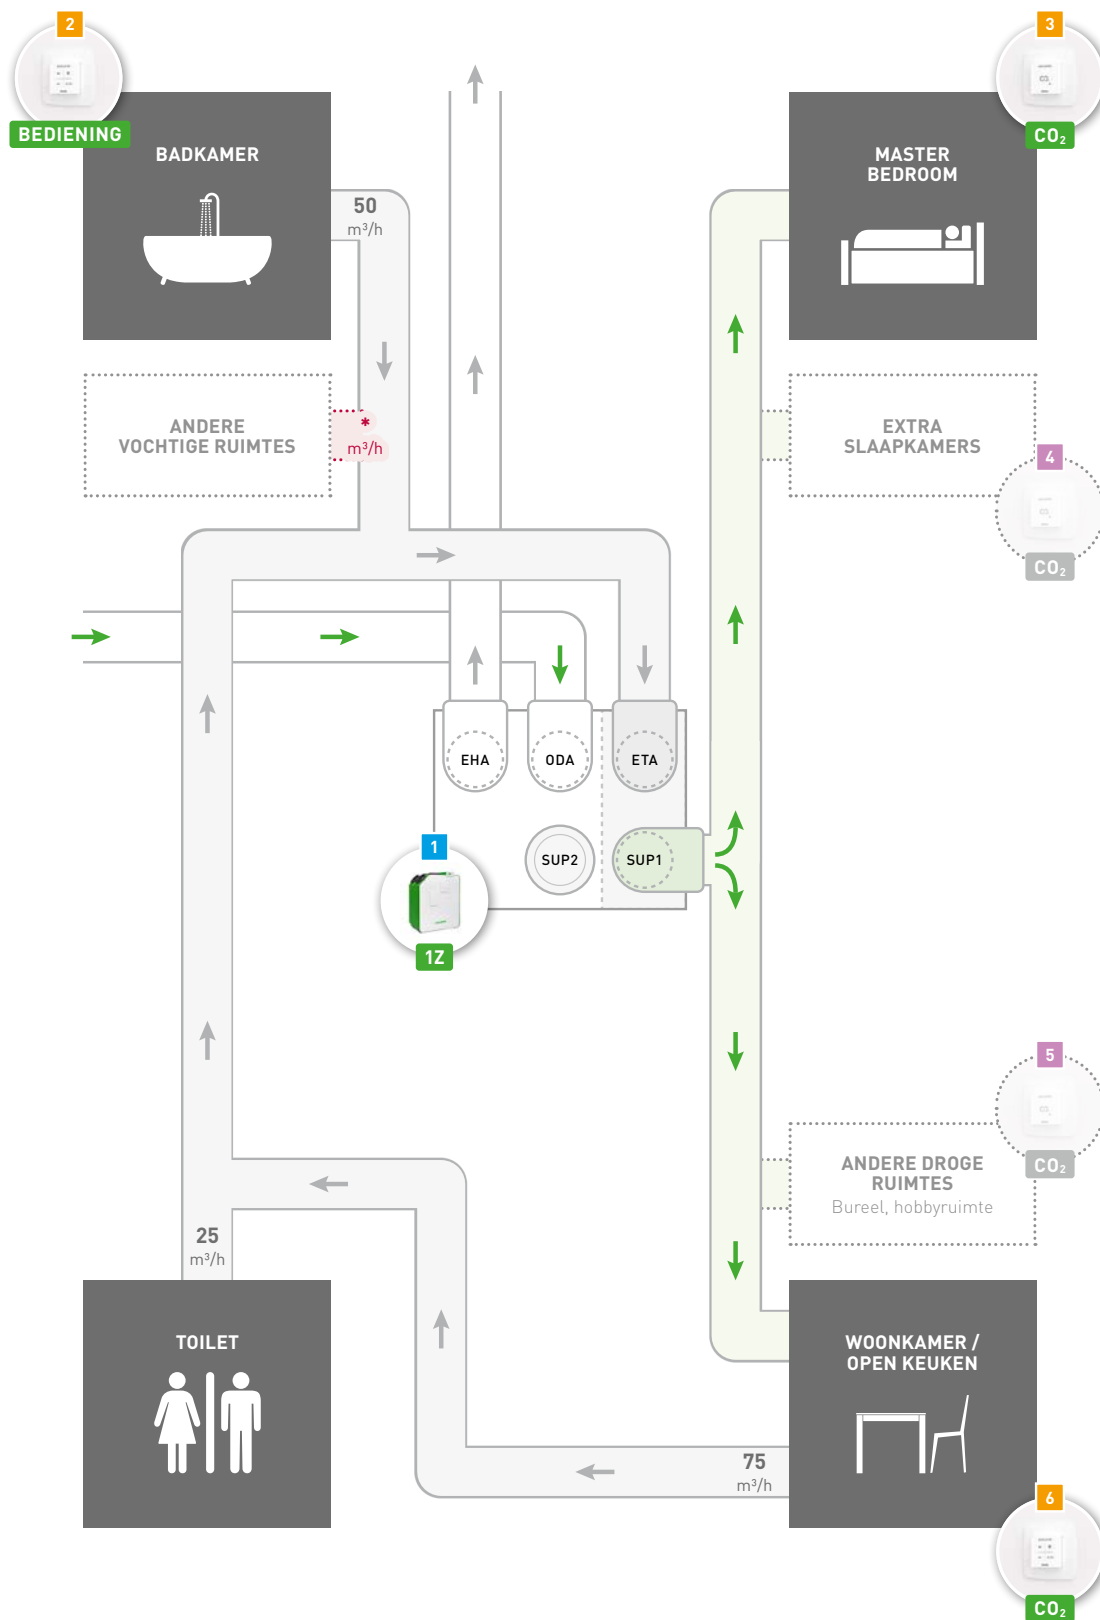 2
BEDIENING
BADKAMER
50
m³/h
3
CO₂
MASTER
BEDROOM
ANDERE
VOCHTIGE RUIMTES
*
m³/h
EXTRA
SLAAPKAMERS
4
CO₂
EHA
ODA
ETA
SUP2
SUP1
1
1Z
5
CO₂
ANDERE DROGE
RUIMTES
Bureel, hobbyruimte
25
m³/h
TOILET
WOONKAMER /
OPEN KEUKEN
75
m³/h
6
CO₂